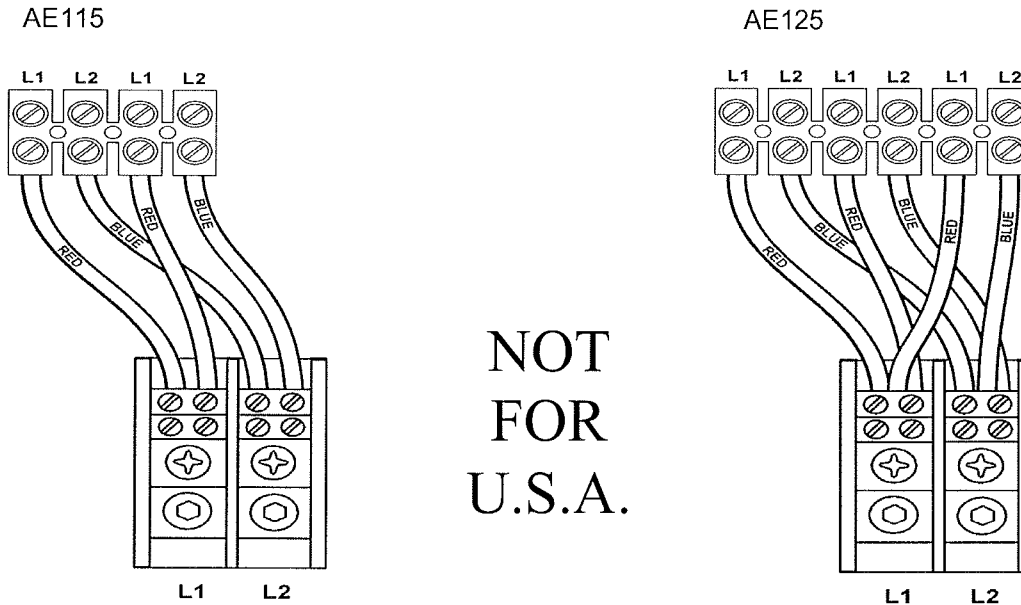 AE115
L1 L2 L1 L2
RED
BLUE
RED
BLUE
L1 L2
NOT
FOR
U.S.A.
AE125
L1 L2 L1 L2 L1 L2
RED
BLUE
RED
BLUE
RED
BLUE
L1 L2